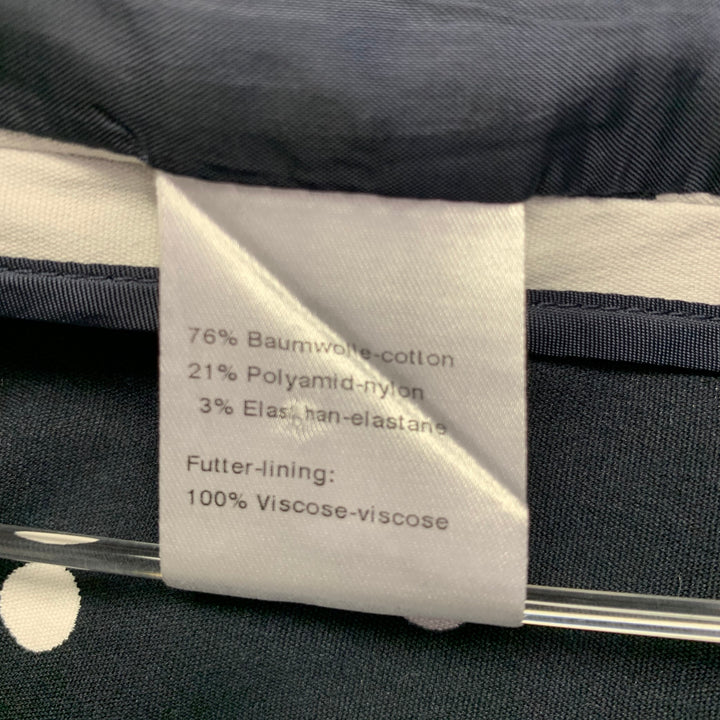 76% Baumwolle-cotton
21% Polyamid-nylon
3% Elasthan-elastane
Futter-lining:
100% Viscose-viscose